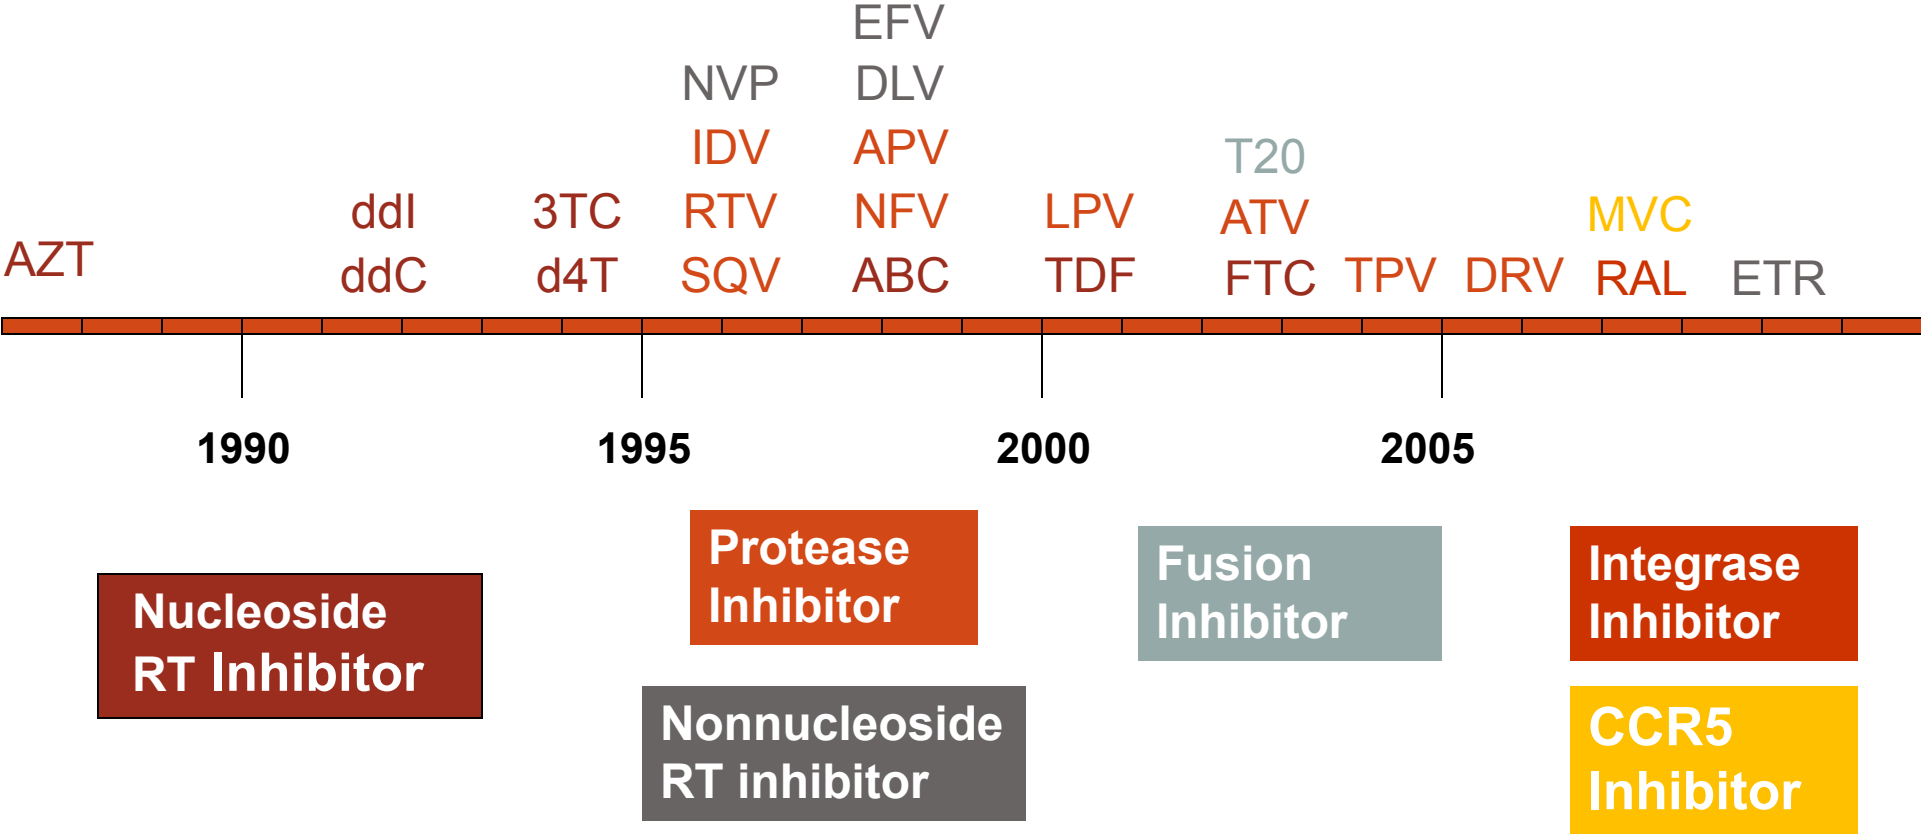 EFV
NVP DLV
IDV APV T20
ddI 3TC RTV NFV LPV ATV MVC
AZT ddC d4T SQV ABC TDF FTC TPV DRV RAL ETR
1990 1995 2000 2005
Nucleoside
RT Inhibitor
Protease
Inhibitor
Nonnucleoside
RT inhibitor
Fusion
Inhibitor
Integrase
Inhibitor
CCR5
Inhibitor